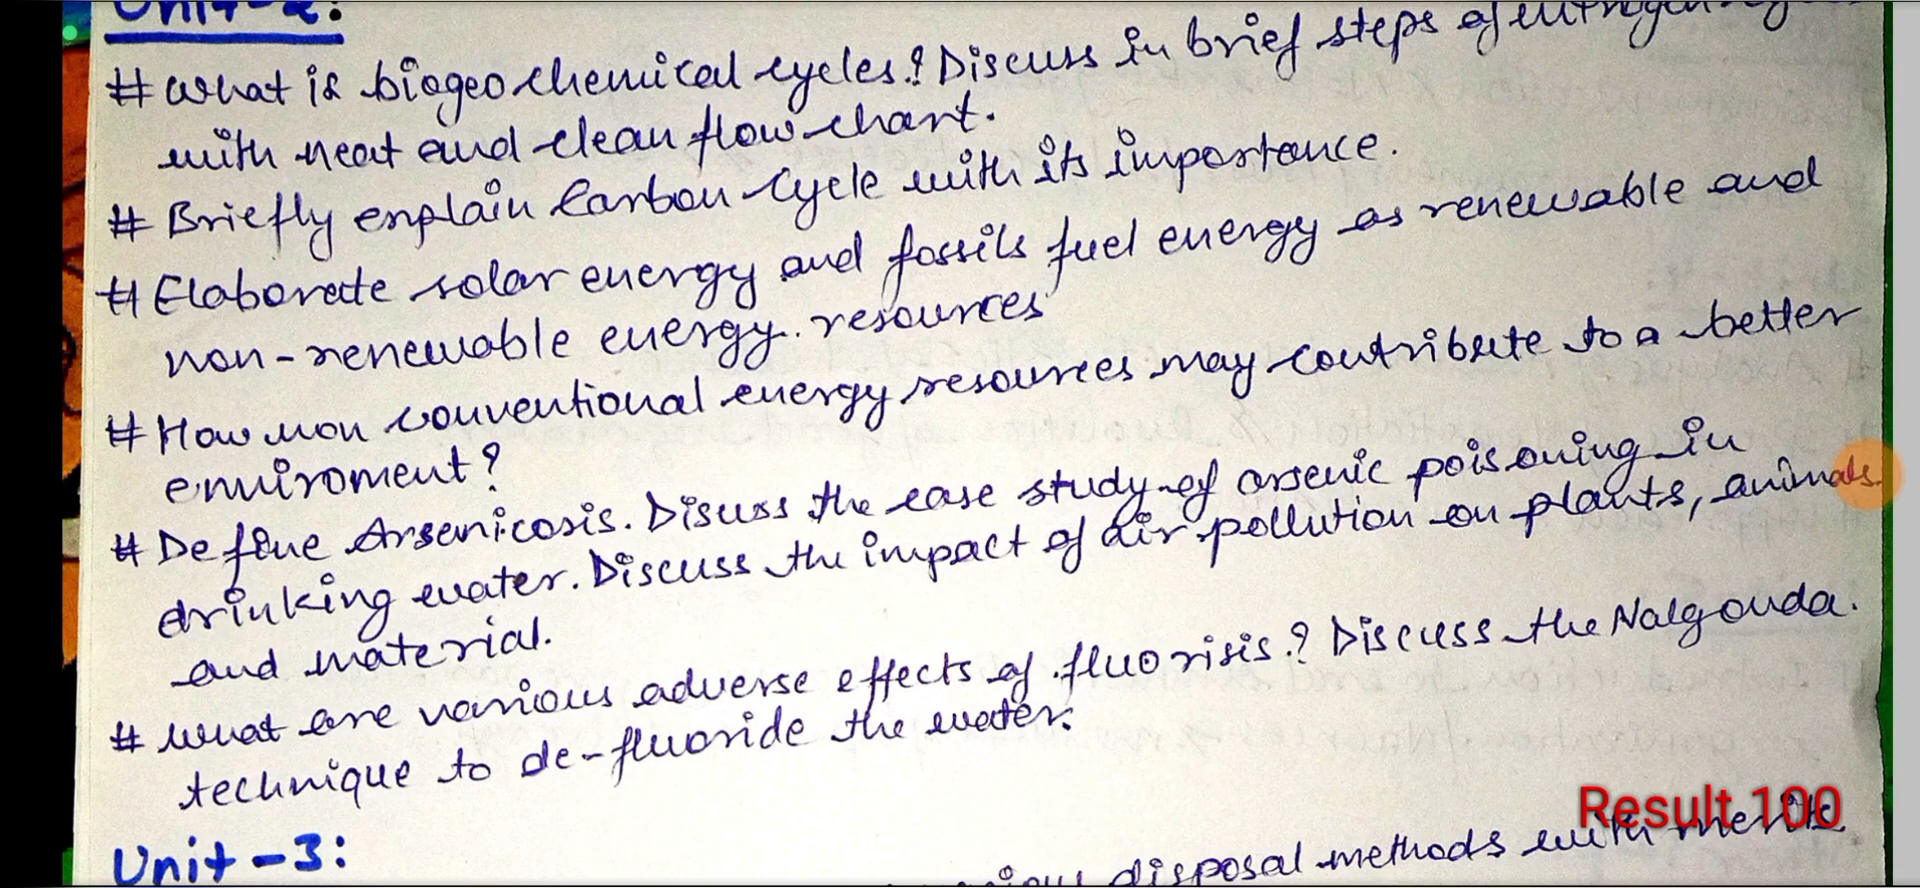 Unit-2:
# What is biogeochemical cycles? Discuss in brief steps of
with neat and clean flow chart.
# Briefly explain Carbon Cycle with its importance.
# Elaborate solar energy and fossils fuel energy as renewable and
non-renewable energy. resources
# How non conventional energy resources may contribute to a better
enviroment?
# Define Arsenicosis. Discuss the case study of arsenic poisoning in
drinking water. Discuss the impact of air pollution on plants, animals
and material.
# What are various adverse effects of fluorisis.? Discuss the Nalgonda.
technique to de-fluoride the water.
Result 100
Unit-3:
disposal methods with